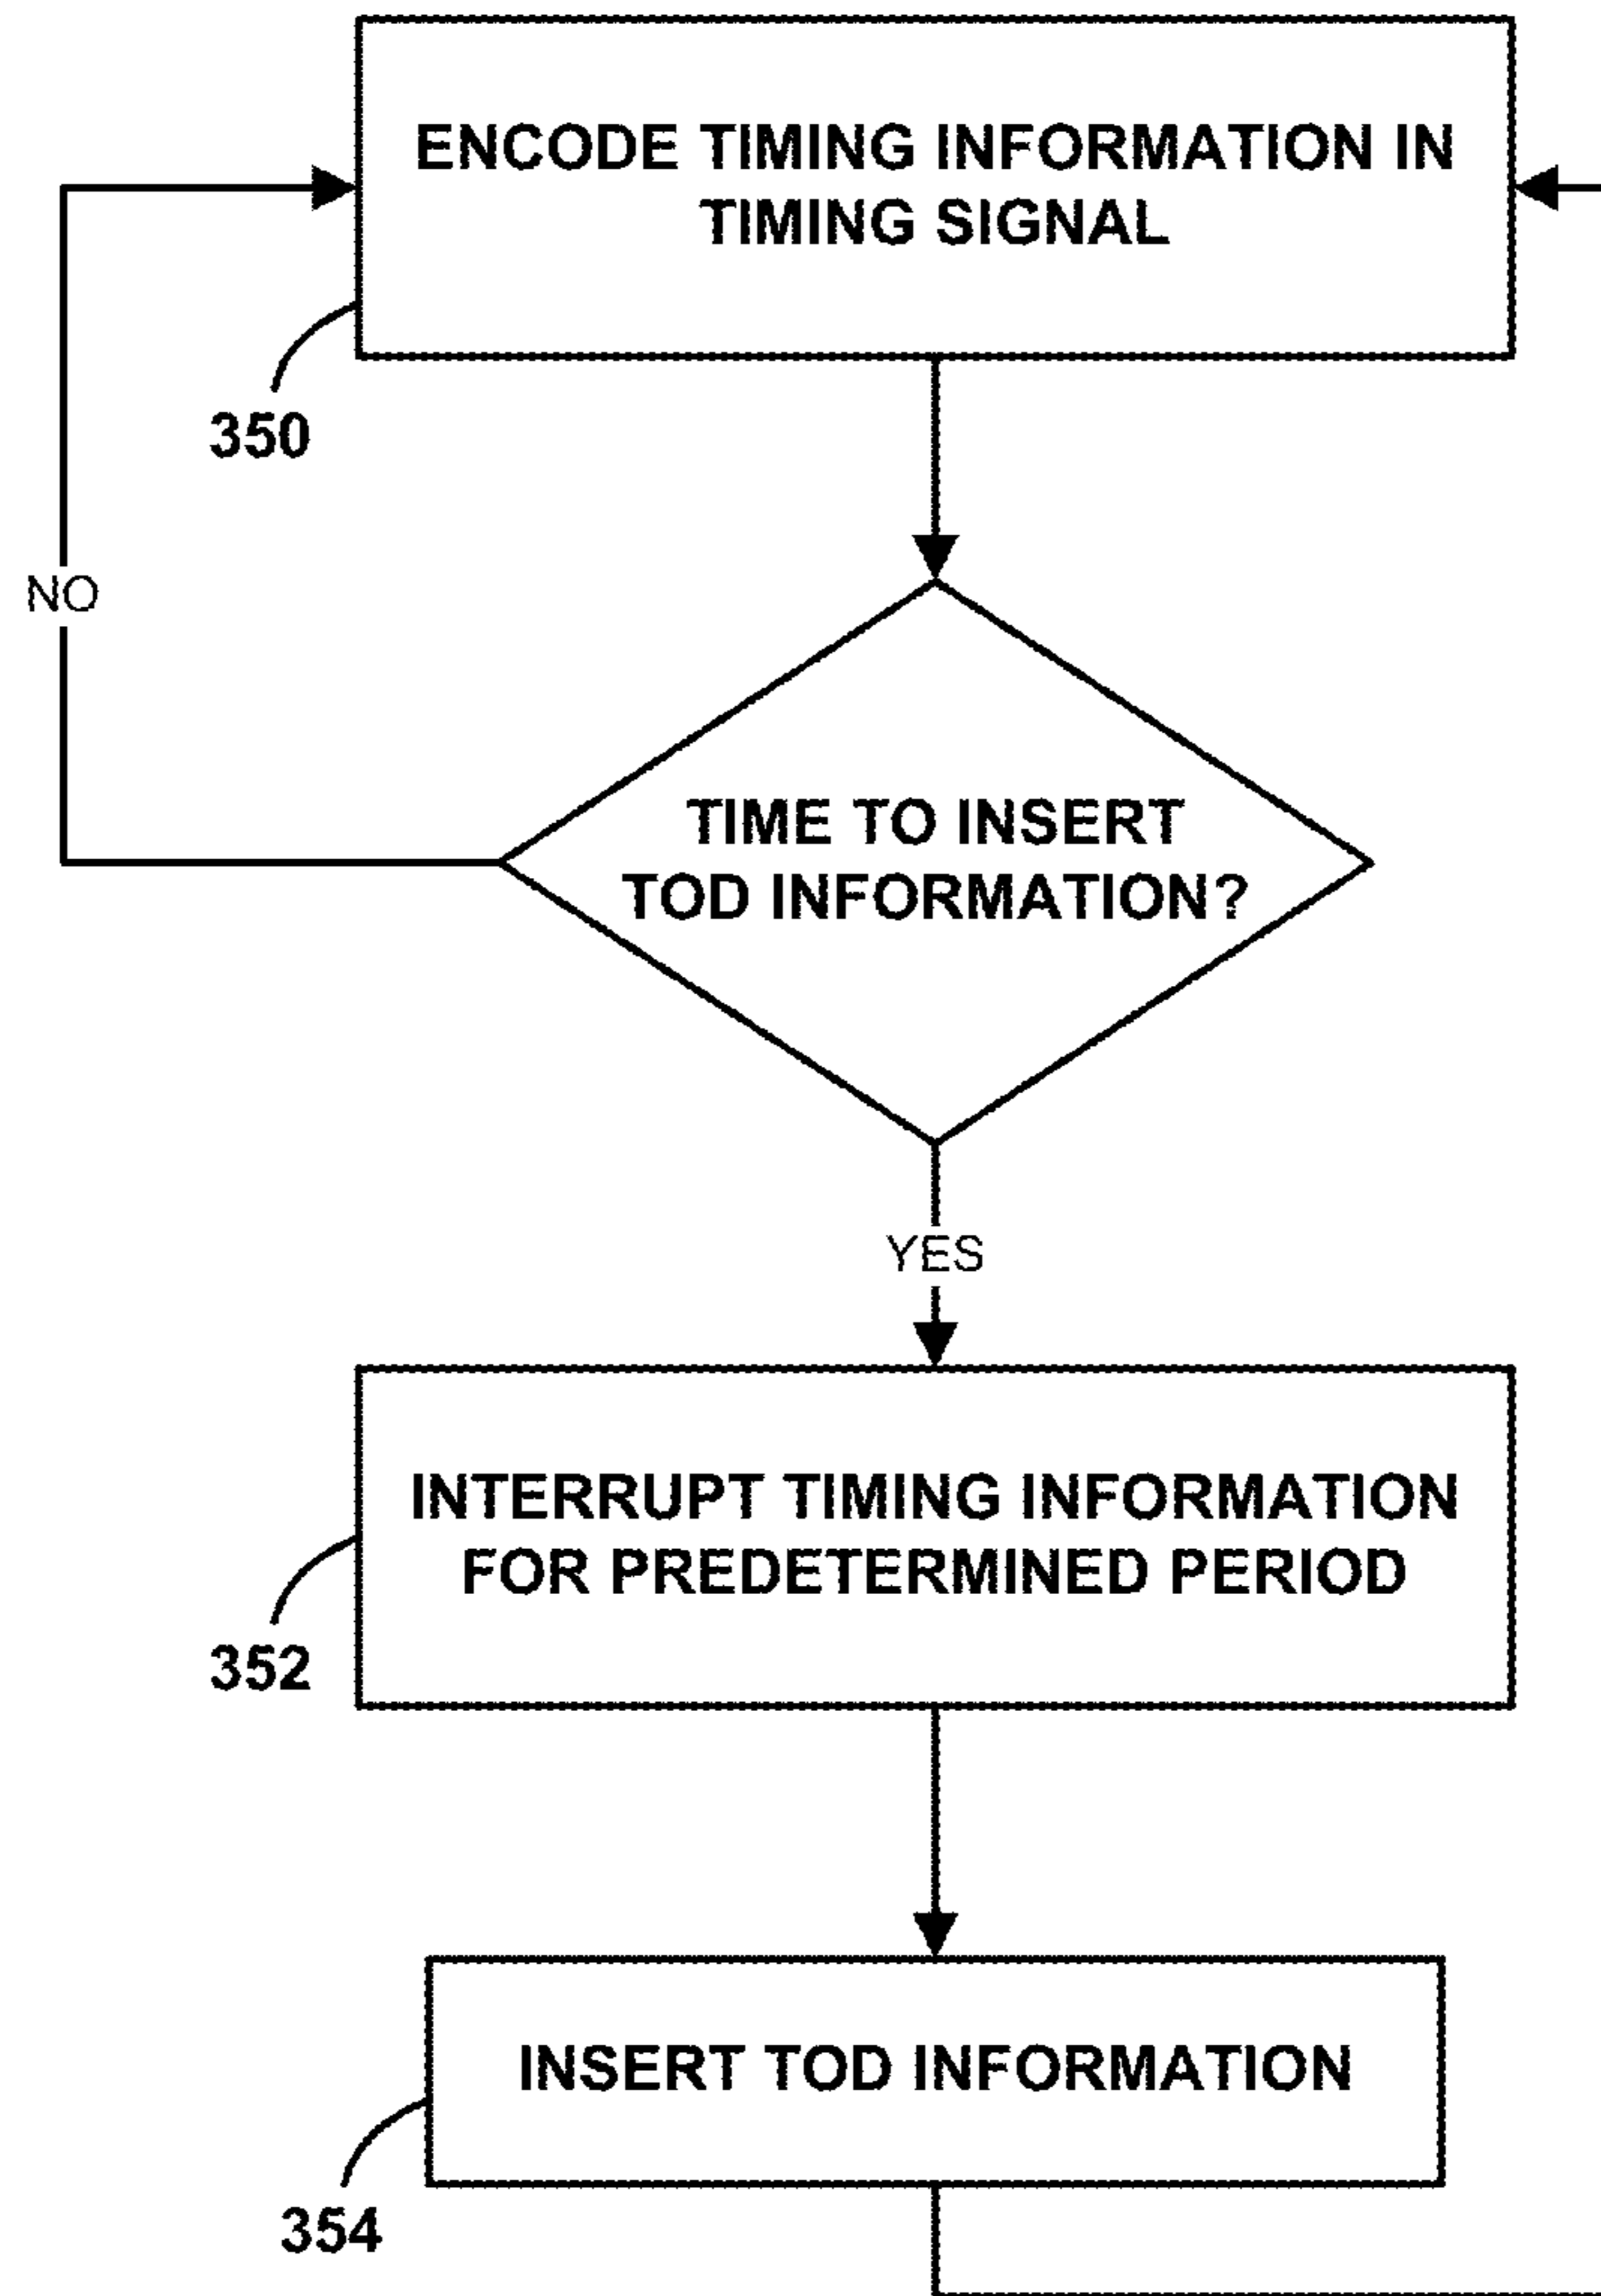 ENCODE TIMING INFORMATION IN
TIMING SIGNAL
350
NO
TIME TO INSERT
TOD INFORMATION?
YES
INTERRUPT TIMING INFORMATION
FOR PREDETERMINED PERIOD
352
INSERT TOD INFORMATION
354